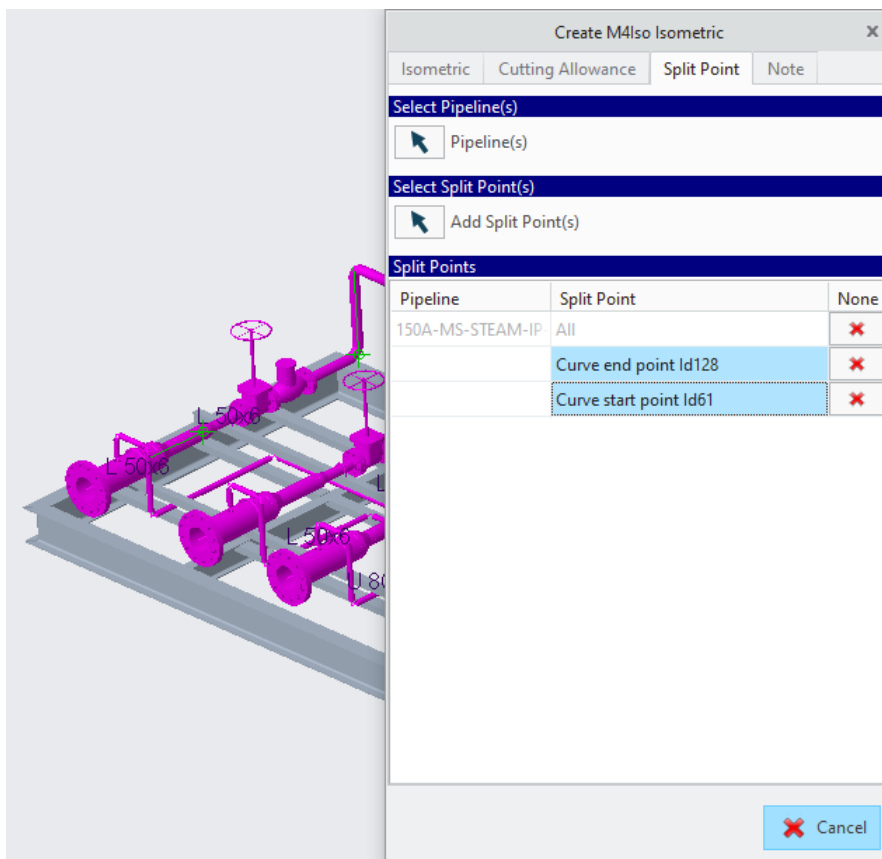 Create M4Iso Isometric
Isometric Cutting Allowance Split Point Note
Select Pipeline(s)
Pipeline(s)
Select Split Point(s)
Add Split Point(s)
Split Points
Pipeline Split Point None
150A-MS-STEAM-IP- All
Curve end point Id128
Curve start point Id61
L 50x6
L 50x6
L
L 50x6
U 80
Cancel